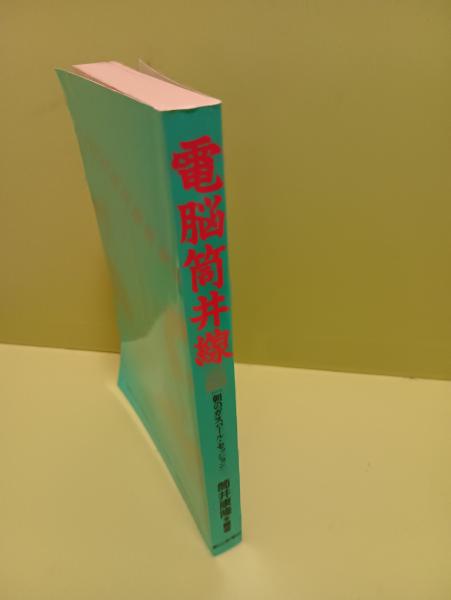 電脳筒井線
朝のガスパール・セッション
筒井康隆